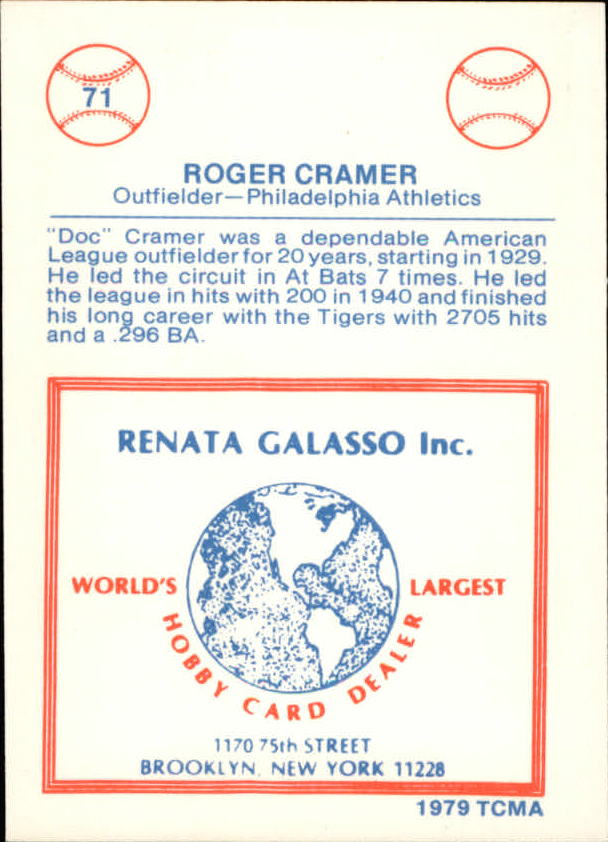 71
ROGER CRAMER
Outfielder—Philadelphia Athletics
"Doc" Cramer was a dependable American
League outfielder for 20 years, starting in 1929.
He led the circuit in At Bats 7 times. He led
the league in hits with 200 in 1940 and finished
his long career with the Tigers with 2705 hits
and a .296 BA.
RENATA GALASSO Inc.
WORLD'S LARGEST
HOBBY CARD DEALER
1170 75th STREET
BROOKLYN, NEW YORK 11228
1979 TCMA